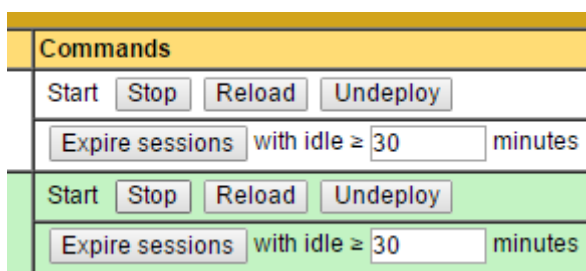 Commands
Start Stop Reload Undeploy
Expire sessions with idle ≥ 30 minutes
Start Stop Reload Undeploy
Expire sessions with idle ≥ 30 minutes